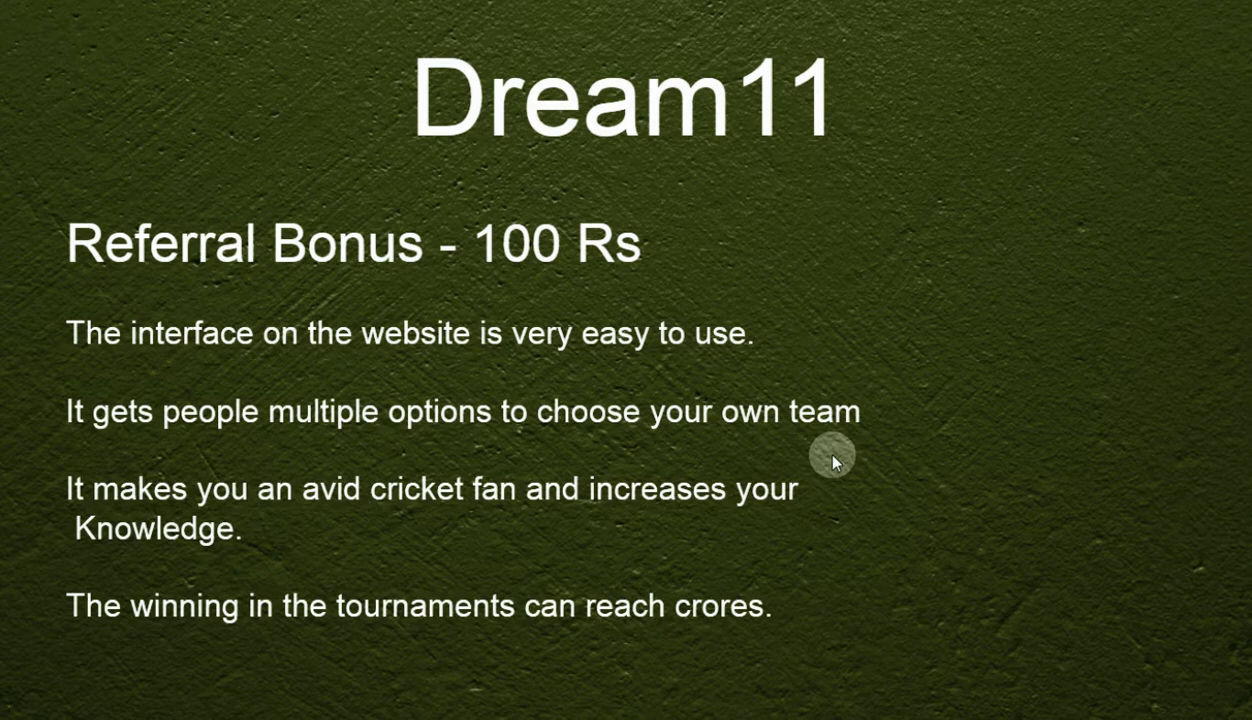 Dream11
Referral Bonus - 100 Rs
The interface on the website is very easy to use.
It gets people multiple options to choose your own team
It makes you an avid cricket fan and increases your
Knowledge.
The winning in the tournaments can reach crores.